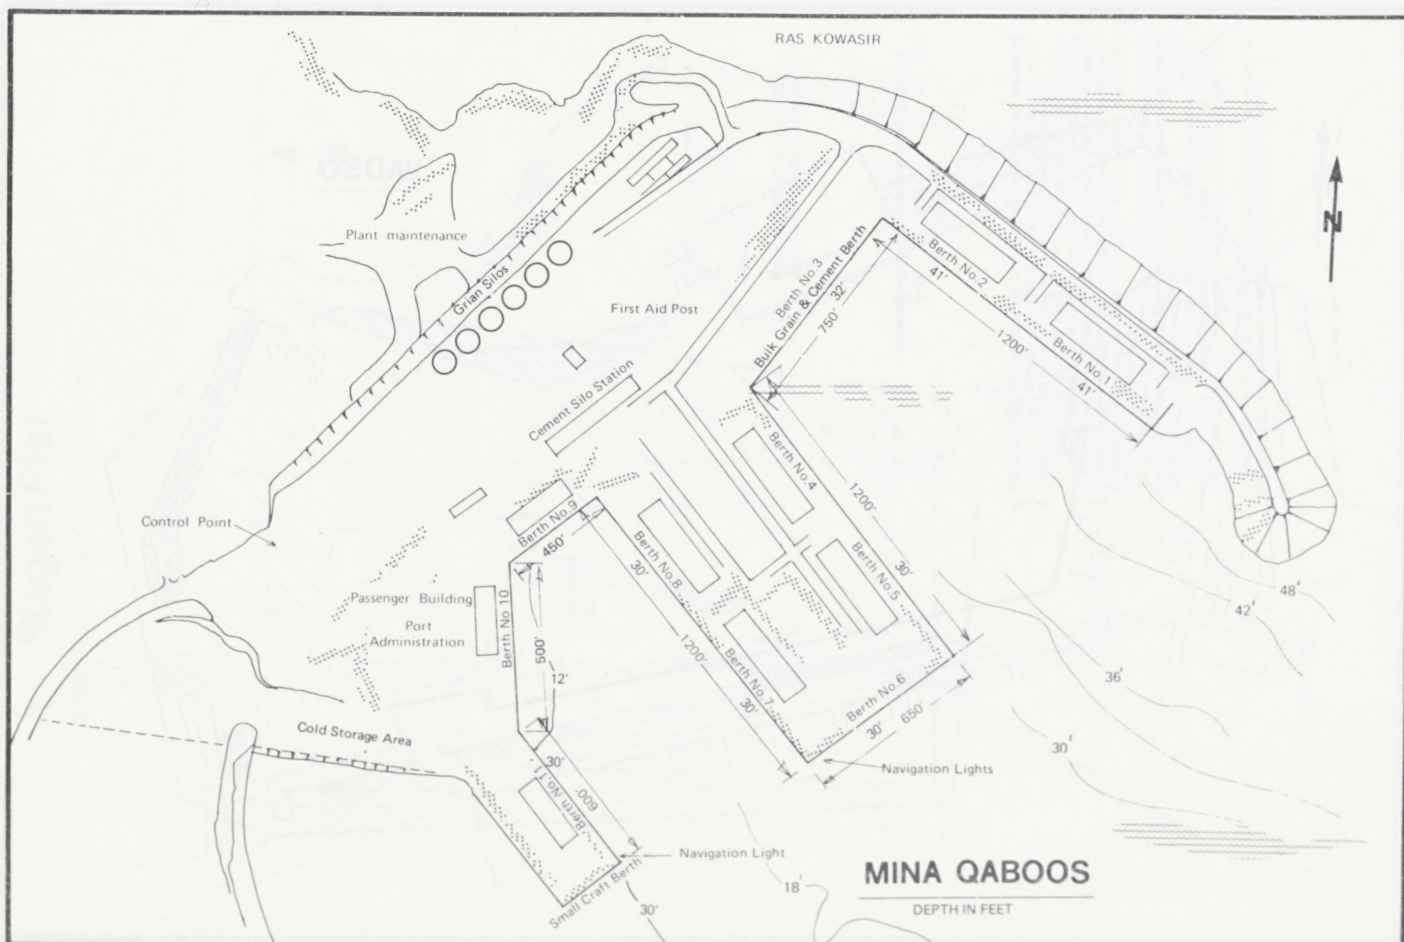 RAS KOWASIR
N
Plant maintenance
Grian Silos
First Aid Post
Berth No.3
Bulk Grain & Cement Berth
32'
750'
Berth No.2
41'
1200'
Berth No.1
41'
Cement Silo Station
Berth No.4
1200'
30'
Berth No.5
Berth No.9
450'
Control Point
Berth No.8
30'
1200'
Berth No.7
30'
Berth No.6
30'
650'
Passenger Building
Port
Administration
Berth No 10
500'
12'
Cold Storage Area
30'
Berth No.11
600'
Navigation Lights
Navigation Light
Small Craft Berth
30'
18'
30'
36'
42'
48'
MINA QABOOS
DEPTH IN FEET